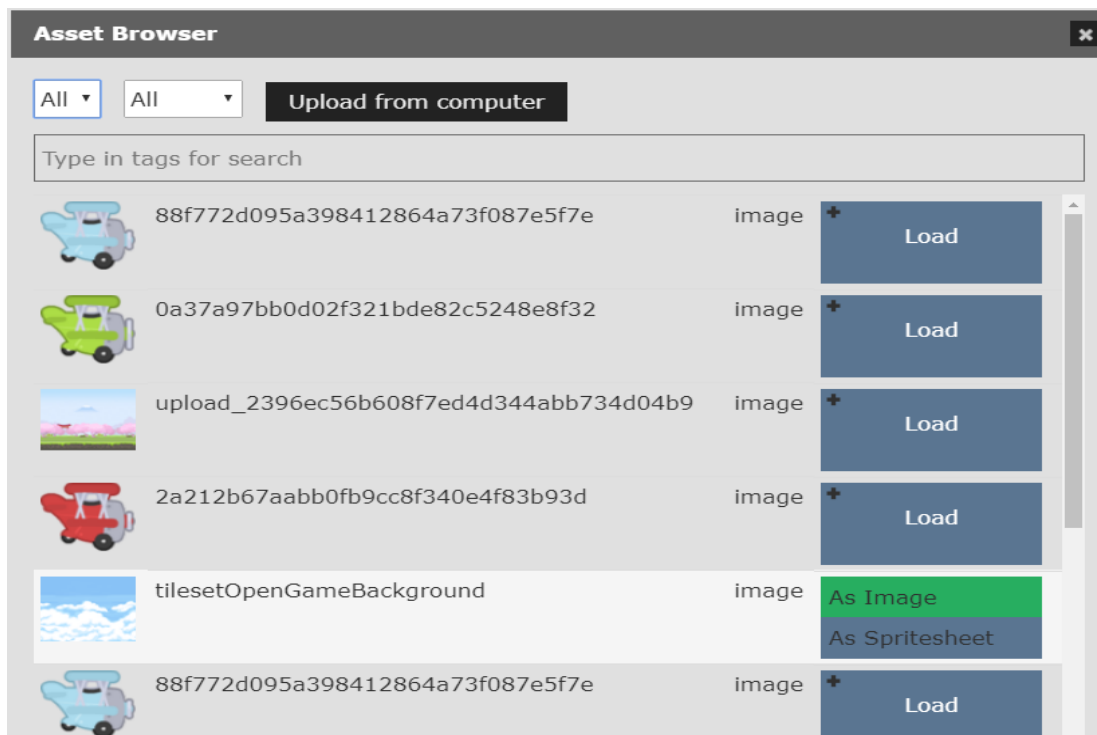 Asset Browser
All All Upload from computer
Type in tags for search
88f772d095a398412864a73f087e5f7e image Load
0a37a97bb0d02f321bde82c5248e8f32 image Load
upload_2396ec56b608f7ed4d344abb734d04b9 image Load
2a212b67aabb0fb9cc8f340e4f83b93d image Load
tilesetOpenGameBackground image As Image
As Spritesheet
88f772d095a398412864a73f087e5f7e image Load